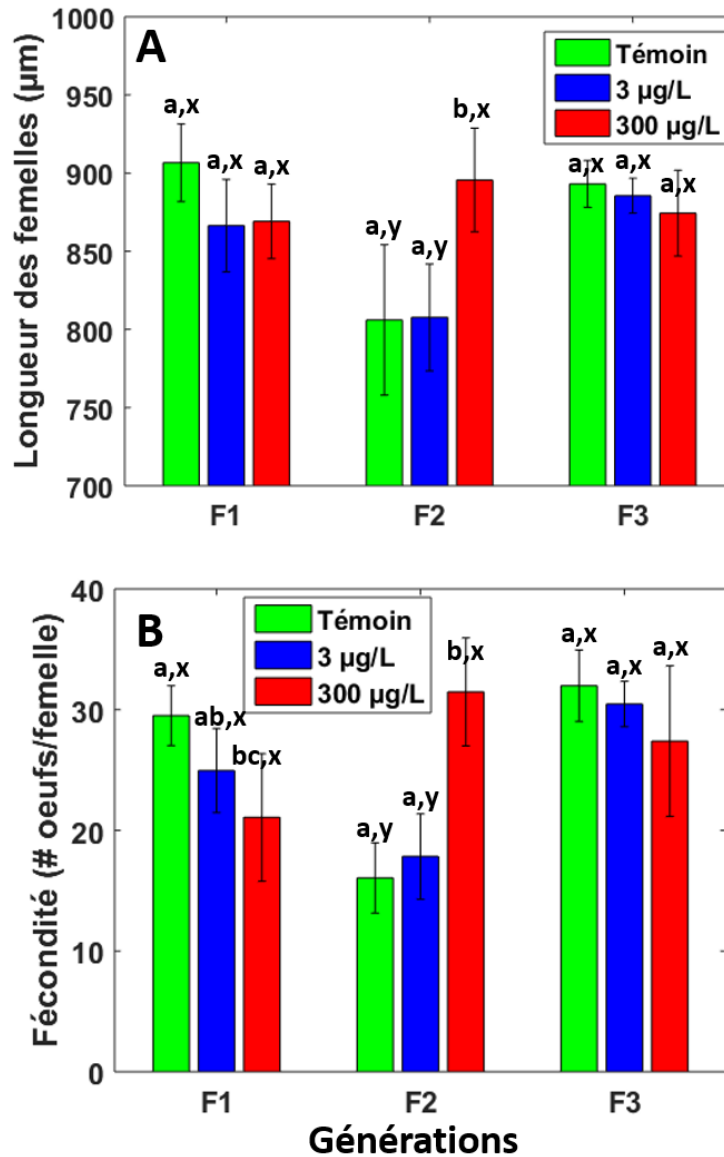 A
Longueur des femelles (µm)
1000
950
900
850
800
750
700
Témoin
3 µg/L
300 µg/L
a,x
a,x
a,x
a,y
a,y
b,x
a,x
a,x
a,x
F1
F2
F3
B
Fécondité (# oeufs/femelle)
40
30
20
10
0
Témoin
3 µg/L
300 µg/L
a,x
ab,x
bc,x
a,y
a,y
b,x
a,x
a,x
a,x
F1
F2
F3
Générations